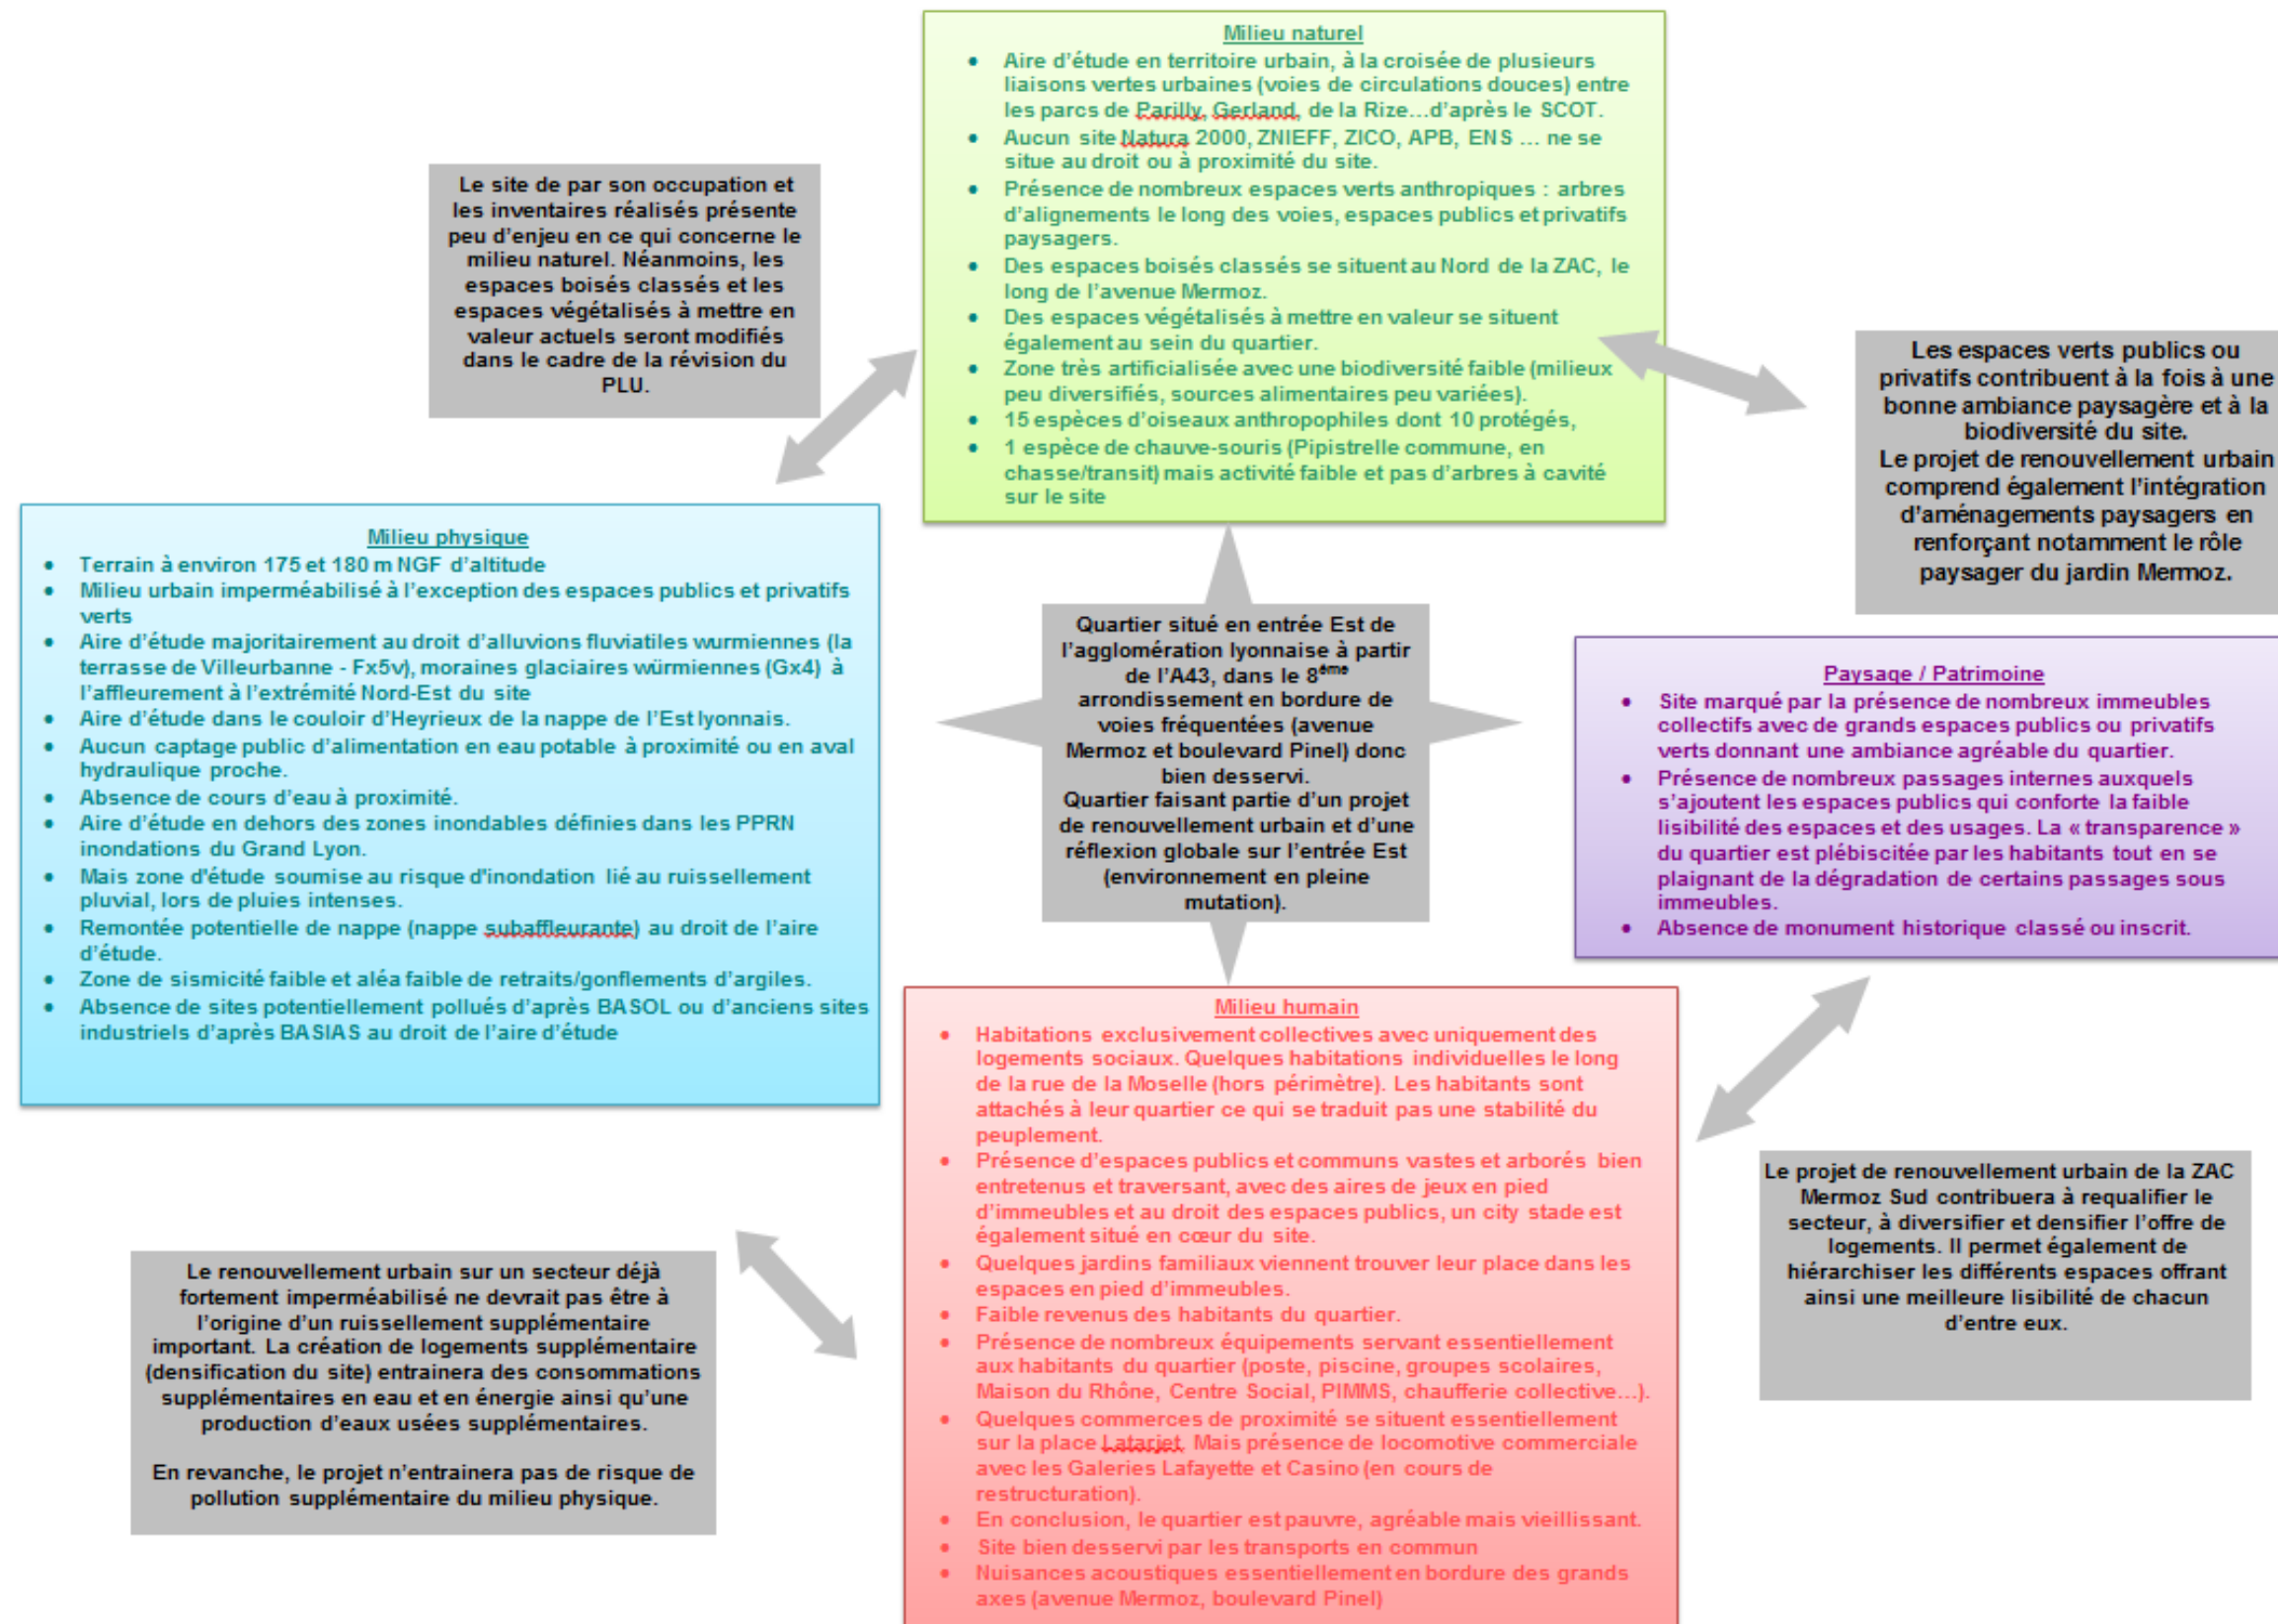 Milieu naturel
• Aire d'étude en territoire urbain, à la croisée de plusieurs
liaisons vertes urbaines (voies de circulations douces) entre
les parcs de Parilly, Gerland, de la Rize…d'après le SCOT.
• Aucun site Natura 2000, ZNIEFF, ZICO, APB, ENS … ne se
situe au droit ou à proximité du site.
• Présence de nombreux espaces verts anthropiques : arbres
d'alignements le long des voies, espaces publics et privatifs
paysagers.
• Des espaces boisés classés se situent au Nord de la ZAC, le
long de l'avenue Mermoz.
• Des espaces végétalisés à mettre en valeur se situent
également au sein du quartier.
• Zone très artificialisée avec une biodiversité faible (milieux
peu diversifiés, sources alimentaires peu variées).
• 15 espèces d'oiseaux anthropophiles dont 10 protégés,
• 1 espèce de chauve-souris (Pipistrelle commune, en
chasse/transit) mais activité faible et pas d'arbres à cavité
sur le site
Le site de par son occupation et
les inventaires réalisés présente
peu d'enjeu en ce qui concerne le
milieu naturel. Néanmoins, les
espaces boisés classés et les
espaces végétalisés à mettre en
valeur actuels seront modifiés
dans le cadre de la révision du
PLU.
Les espaces verts publics ou
privatifs contribuent à la fois à une
bonne ambiance paysagère et à la
biodiversité du site.
Le projet de renouvellement urbain
comprend également l'intégration
d'aménagements paysagers en
renforçant notamment le rôle
paysager du jardin Mermoz.
Milieu physique
• Terrain à environ 175 et 180 m NGF d'altitude
• Milieu urbain imperméabilisé à l'exception des espaces publics et privatifs
verts
• Aire d'étude majoritairement au droit d'alluvions fluviatiles wurmiennes (la
terrasse de Villeurbanne - Fx5v), moraines glaciaires würmiennes (Gx4) à
l'affleurement à l'extrémité Nord-Est du site
• Aire d'étude dans le couloir d'Heyrieux de la nappe de l'Est lyonnais.
• Aucun captage public d'alimentation en eau potable à proximité ou en aval
hydraulique proche.
• Absence de cours d'eau à proximité.
• Aire d'étude en dehors des zones inondables définies dans les PPRN
inondations du Grand Lyon.
• Mais zone d'étude soumise au risque d'inondation lié au ruissellement
pluvial, lors de pluies intenses.
• Remontée potentielle de nappe (nappe subaffleurante) au droit de l'aire
d'étude.
• Zone de sismicité faible et aléa faible de retraits/gonflements d'argiles.
• Absence de sites potentiellement pollués d'après BASOL ou d'anciens sites
industriels d'après BASIAS au droit de l'aire d'étude
Quartier situé en entrée Est de
l'agglomération lyonnaise à partir
de l'A43, dans le 8ème
arrondissement en bordure de
voies fréquentées (avenue
Mermoz et boulevard Pinel) donc
bien desservi.
Quartier faisant partie d'un projet
de renouvellement urbain et d'une
réflexion globale sur l'entrée Est
(environnement en pleine
mutation).
Paysage / Patrimoine
• Site marqué par la présence de nombreux immeubles
collectifs avec de grands espaces publics ou privatifs
verts donnant une ambiance agréable du quartier.
• Présence de nombreux passages internes auxquels
s'ajoutent les espaces publics qui conforte la faible
lisibilité des espaces et des usages. La « transparence »
du quartier est plébiscitée par les habitants tout en se
plaignant de la dégradation de certains passages sous
immeubles.
• Absence de monument historique classé ou inscrit.
Milieu humain
• Habitations exclusivement collectives avec uniquement des
logements sociaux. Quelques habitations individuelles le long
de la rue de la Moselle (hors périmètre). Les habitants sont
attachés à leur quartier ce qui se traduit pas une stabilité du
peuplement.
• Présence d'espaces publics et communs vastes et arborés bien
entretenus et traversant, avec des aires de jeux en pied
d'immeubles et au droit des espaces publics, un city stade est
également situé en cœur du site.
• Quelques jardins familiaux viennent trouver leur place dans les
espaces en pied d'immeubles.
• Faible revenus des habitants du quartier.
• Présence de nombreux équipements servant essentiellement
aux habitants du quartier (poste, piscine, groupes scolaires,
Maison du Rhône, Centre Social, PIMMS, chaufferie collective…).
• Quelques commerces de proximité se situent essentiellement
sur la place Latarjet. Mais présence de locomotive commerciale
avec les Galeries Lafayette et Casino (en cours de
restructuration).
• En conclusion, le quartier est pauvre, agréable mais vieillissant.
• Site bien desservi par les transports en commun
• Nuisances acoustiques essentiellement en bordure des grands
axes (avenue Mermoz, boulevard Pinel)
Le projet de renouvellement urbain de la ZAC
Mermoz Sud contribuera à requalifier le
secteur, à diversifier et densifier l'offre de
logements. Il permet également de
hiérarchiser les différents espaces offrant
ainsi une meilleure lisibilité de chacun
d'entre eux.
Le renouvellement urbain sur un secteur déjà
fortement imperméabilisé ne devrait pas être à
l'origine d'un ruissellement supplémentaire
important. La création de logements supplémentaire
(densification du site) entrainera des consommations
supplémentaires en eau et en énergie ainsi qu'une
production d'eaux usées supplémentaires.
En revanche, le projet n'entrainera pas de risque de
pollution supplémentaire du milieu physique.